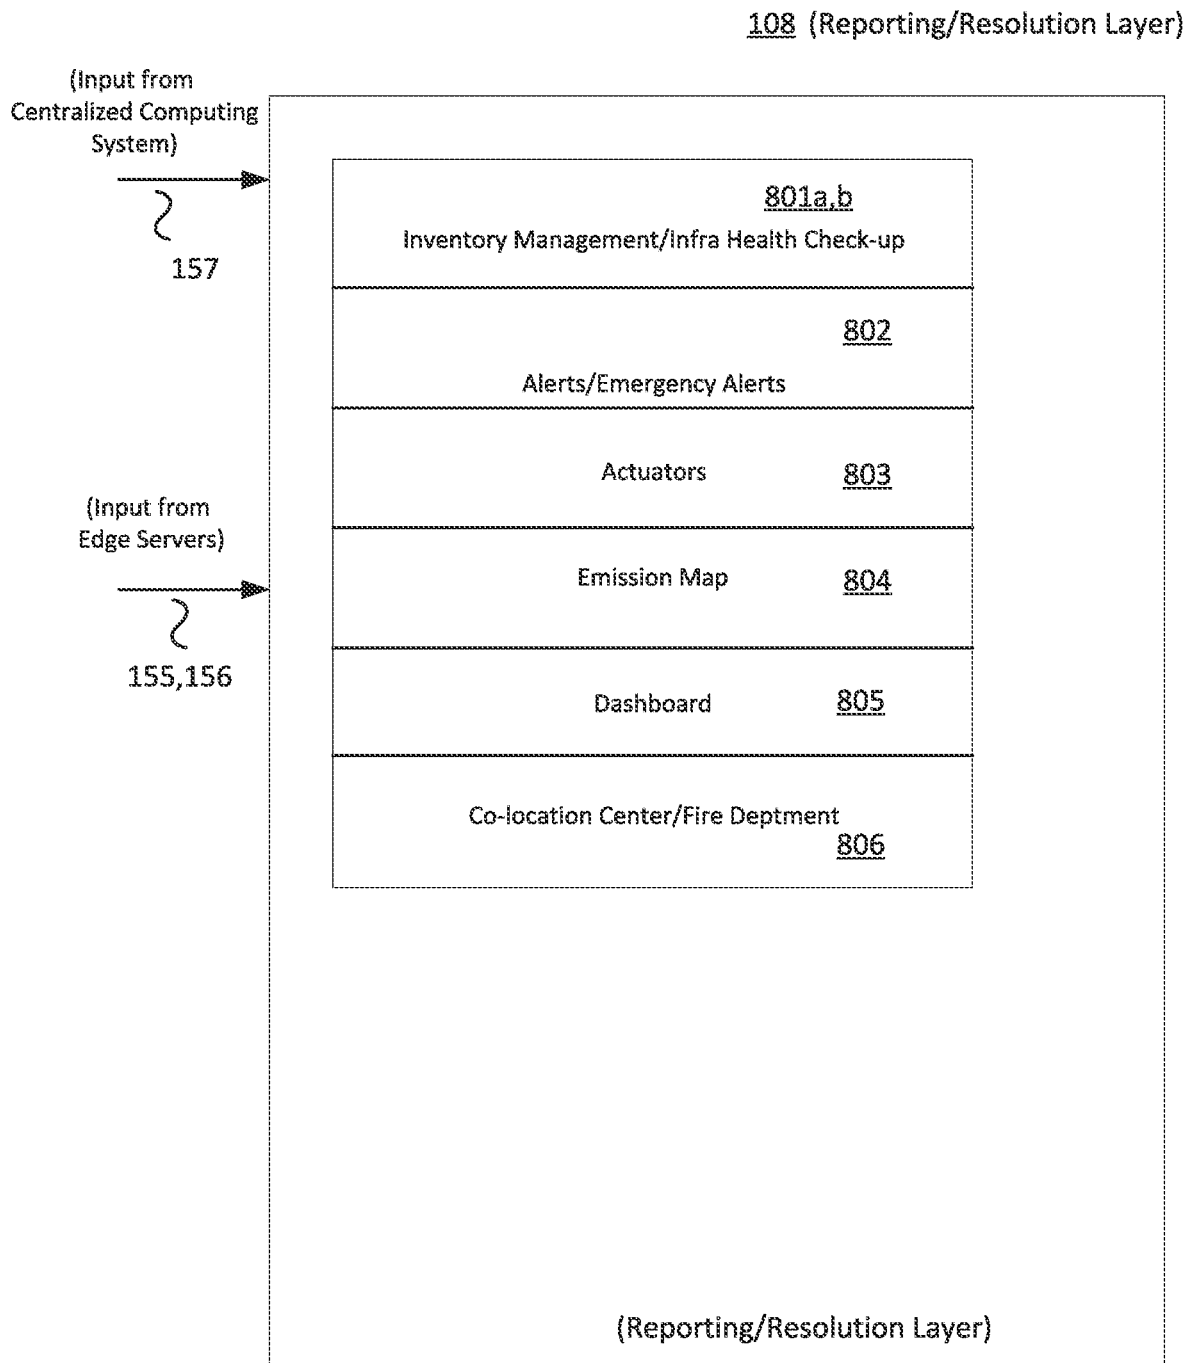 108 (Reporting/Resolution Layer)
(Input from
Centralized Computing
System)
157
801a,b
Inventory Management/Infra Health Check-up
802
Alerts/Emergency Alerts
Actuators 803
(Input from
Edge Servers)
155,156
Emission Map 804
Dashboard 805
Co-location Center/Fire Deptment
806
(Reporting/Resolution Layer)